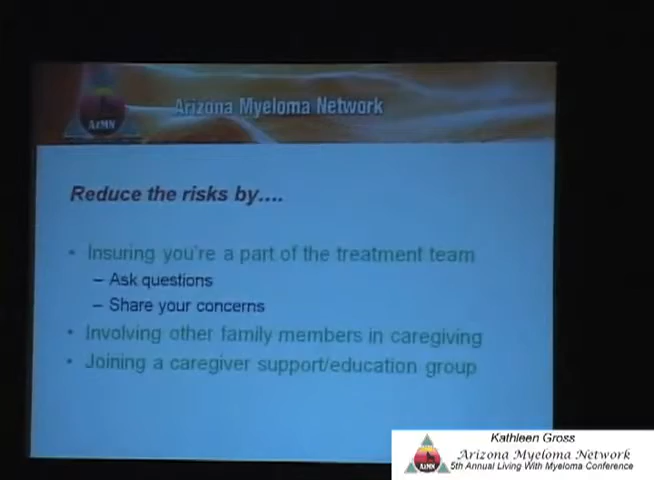 Arizona Myeloma Network
AzMN
Reduce the risks by....
• Insuring you're a part of the treatment team
– Ask questions
– Share your concerns
• Involving other family members in caregiving
• Joining a caregiver support/education group
Kathleen Gross
AzMN
Arizona Myeloma Network
5th Annual Living With Myeloma Conference